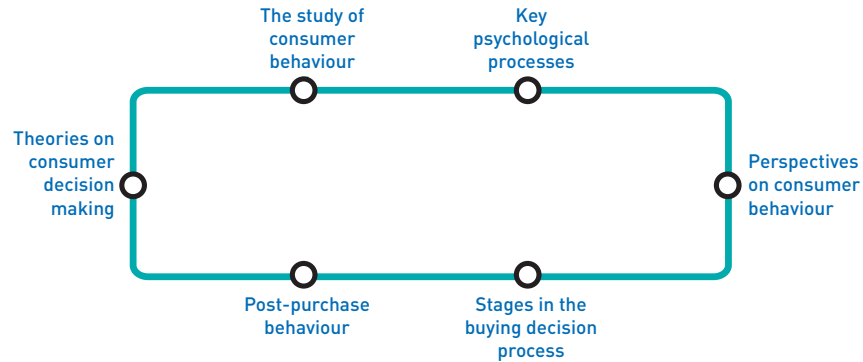 The study of
consumer
behaviour
Key
psychological
processes
Theories on
consumer
decision
making
Perspectives
on consumer
behaviour
Post-purchase
behaviour
Stages in the
buying decision
process